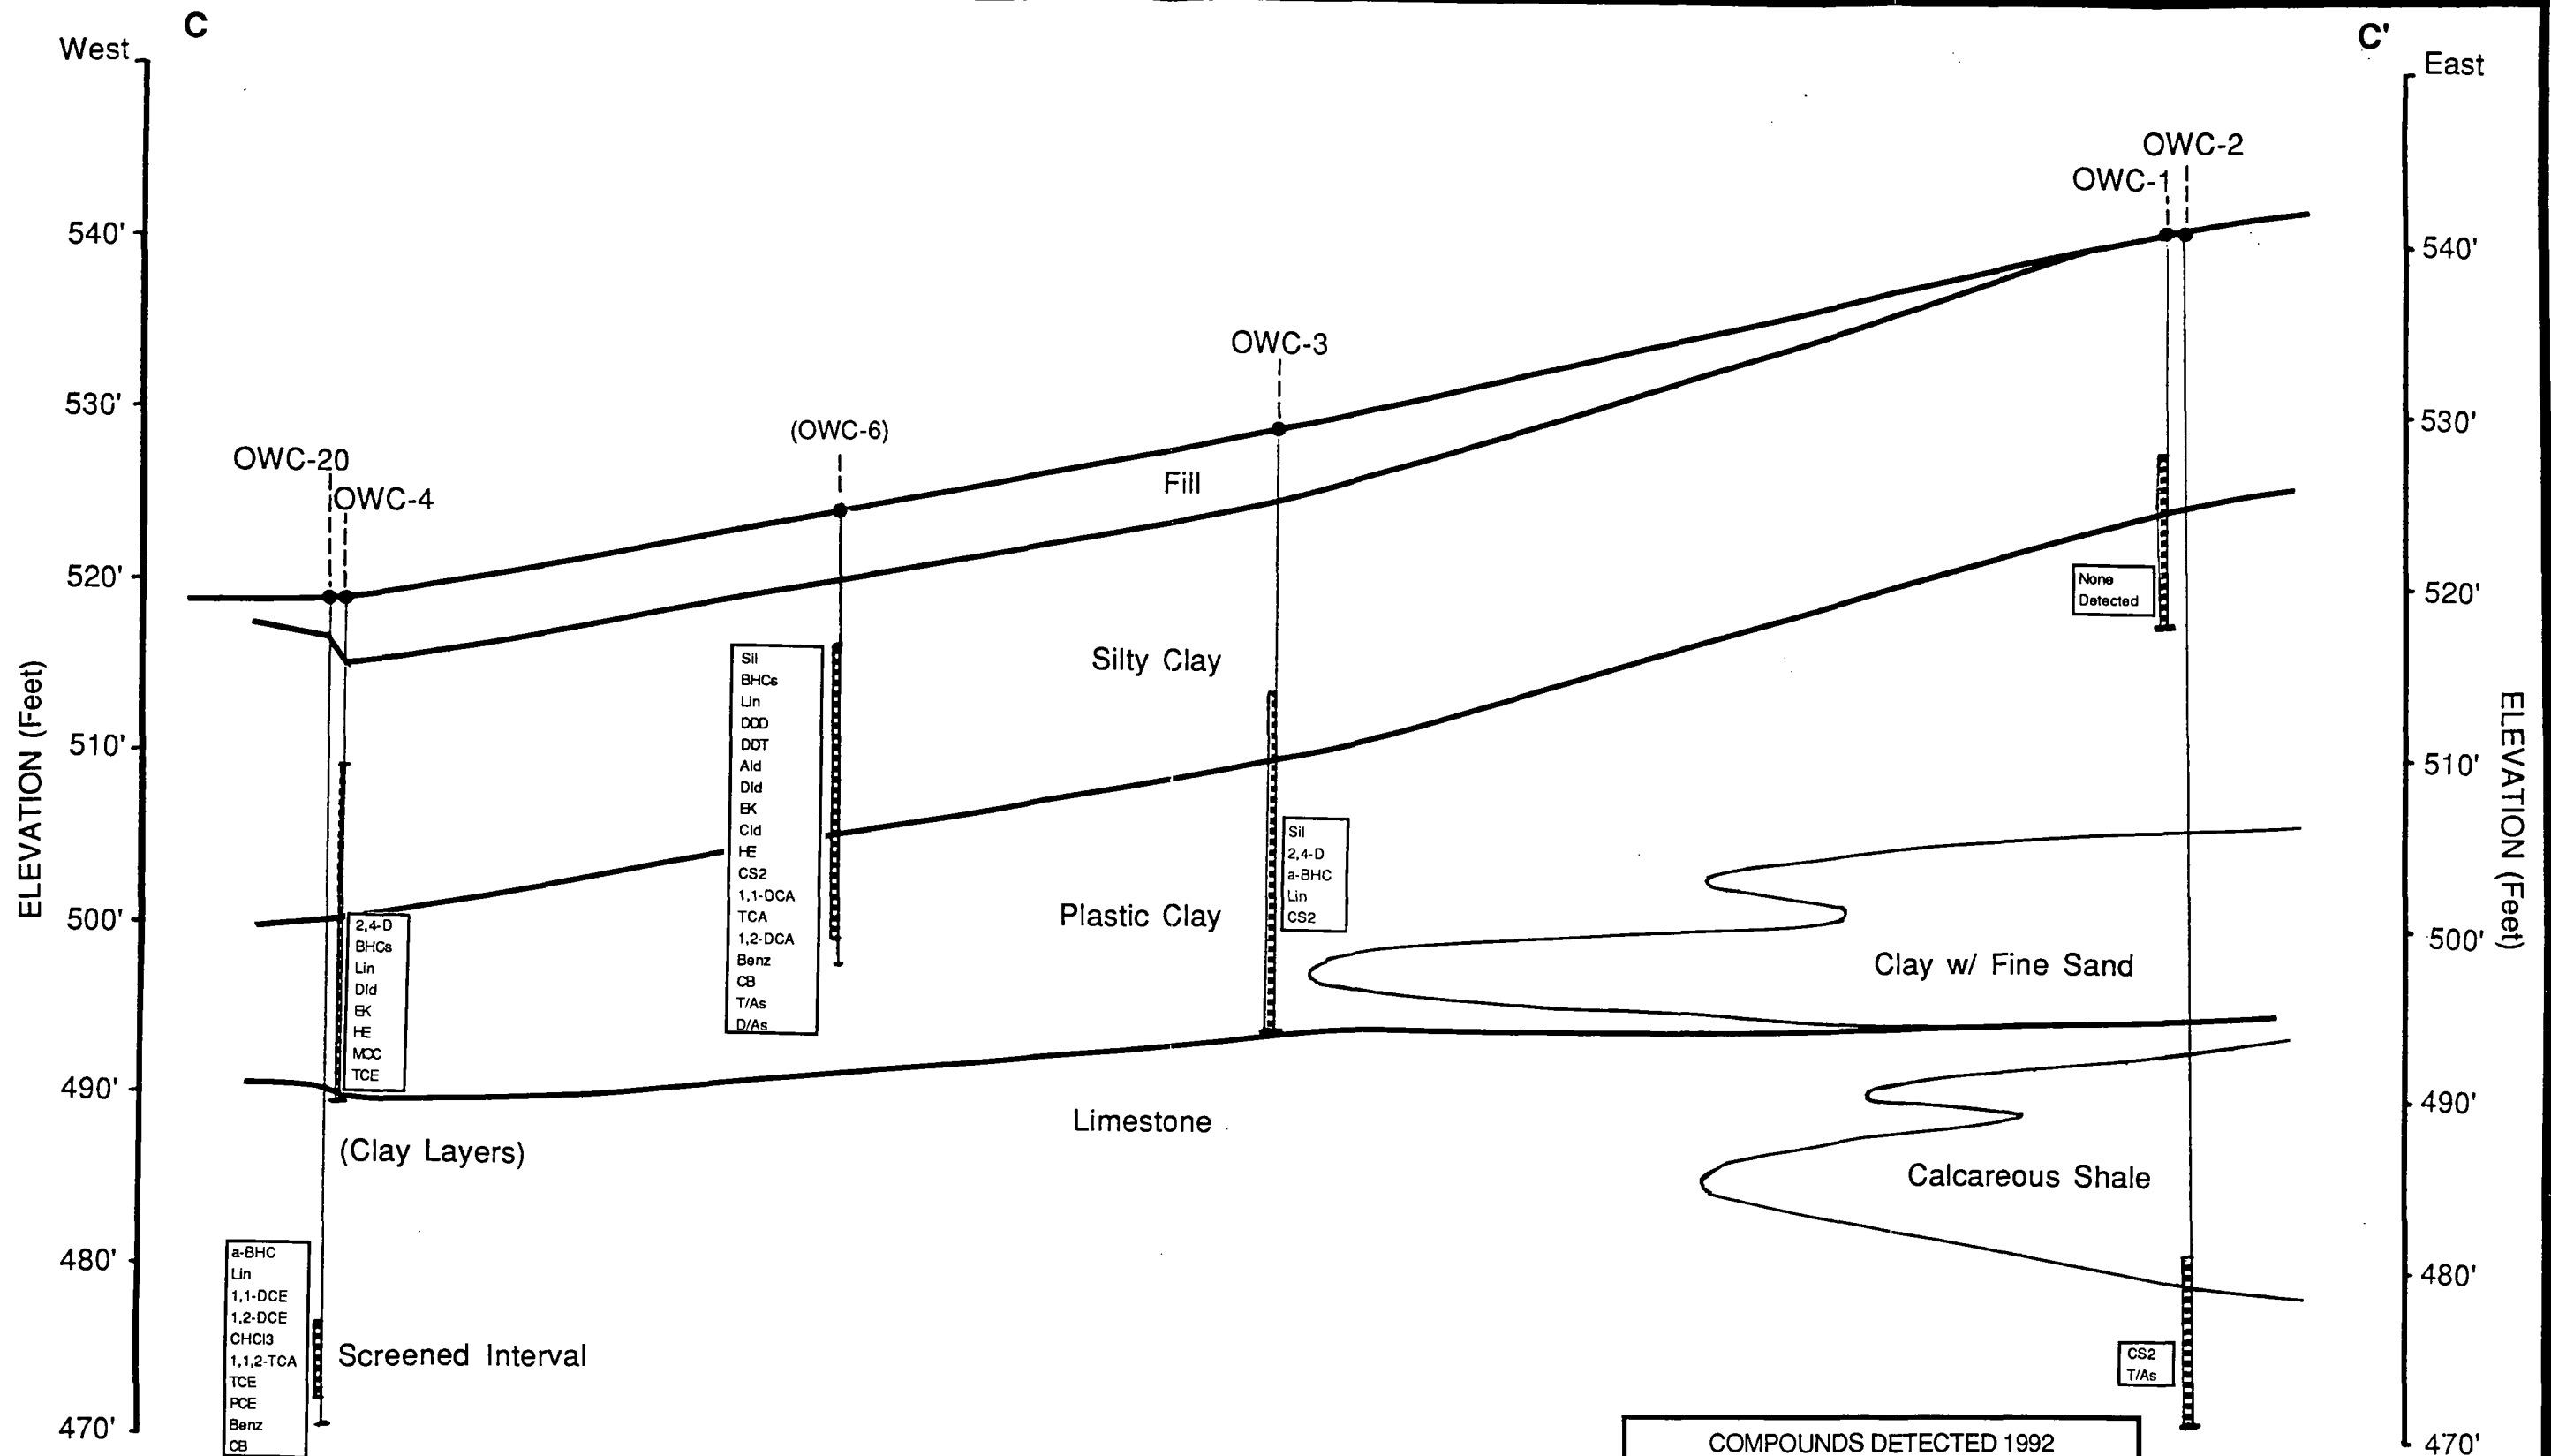 C
C'
West
East
OWC-2
OWC-1
540'
540'
OWC-3
530'
530'
(OWC-6)
OWC-20
OWC-4
Fill
520'
520'
None
Detected
Silty Clay
Sil
BHCs
Lin
DDD
DDT
Ald
Dld
EK
Cld
HE
CS2
1,1-DCA
TCA
1,2-DCA
Benz
CB
T/As
D/As
ELEVATION (Feet)
ELEVATION (Feet)
510'
510'
Sil
2,4-D
a-BHC
Lin
CS2
Plastic Clay
500'
500'
2,4-D
BHCs
Lin
Dld
EK
HE
MOC
TCE
Clay w/ Fine Sand
490'
490'
Limestone
(Clay Layers)
Calcareous Shale
480'
480'
a-BHC
Lin
1,1-DCE
1,2-DCE
CHCl3
1,1,2-TCA
TCE
PCE
Benz
CB
Screened Interval
CS2
T/As
470'
470'
COMPOUNDS DETECTED 1992